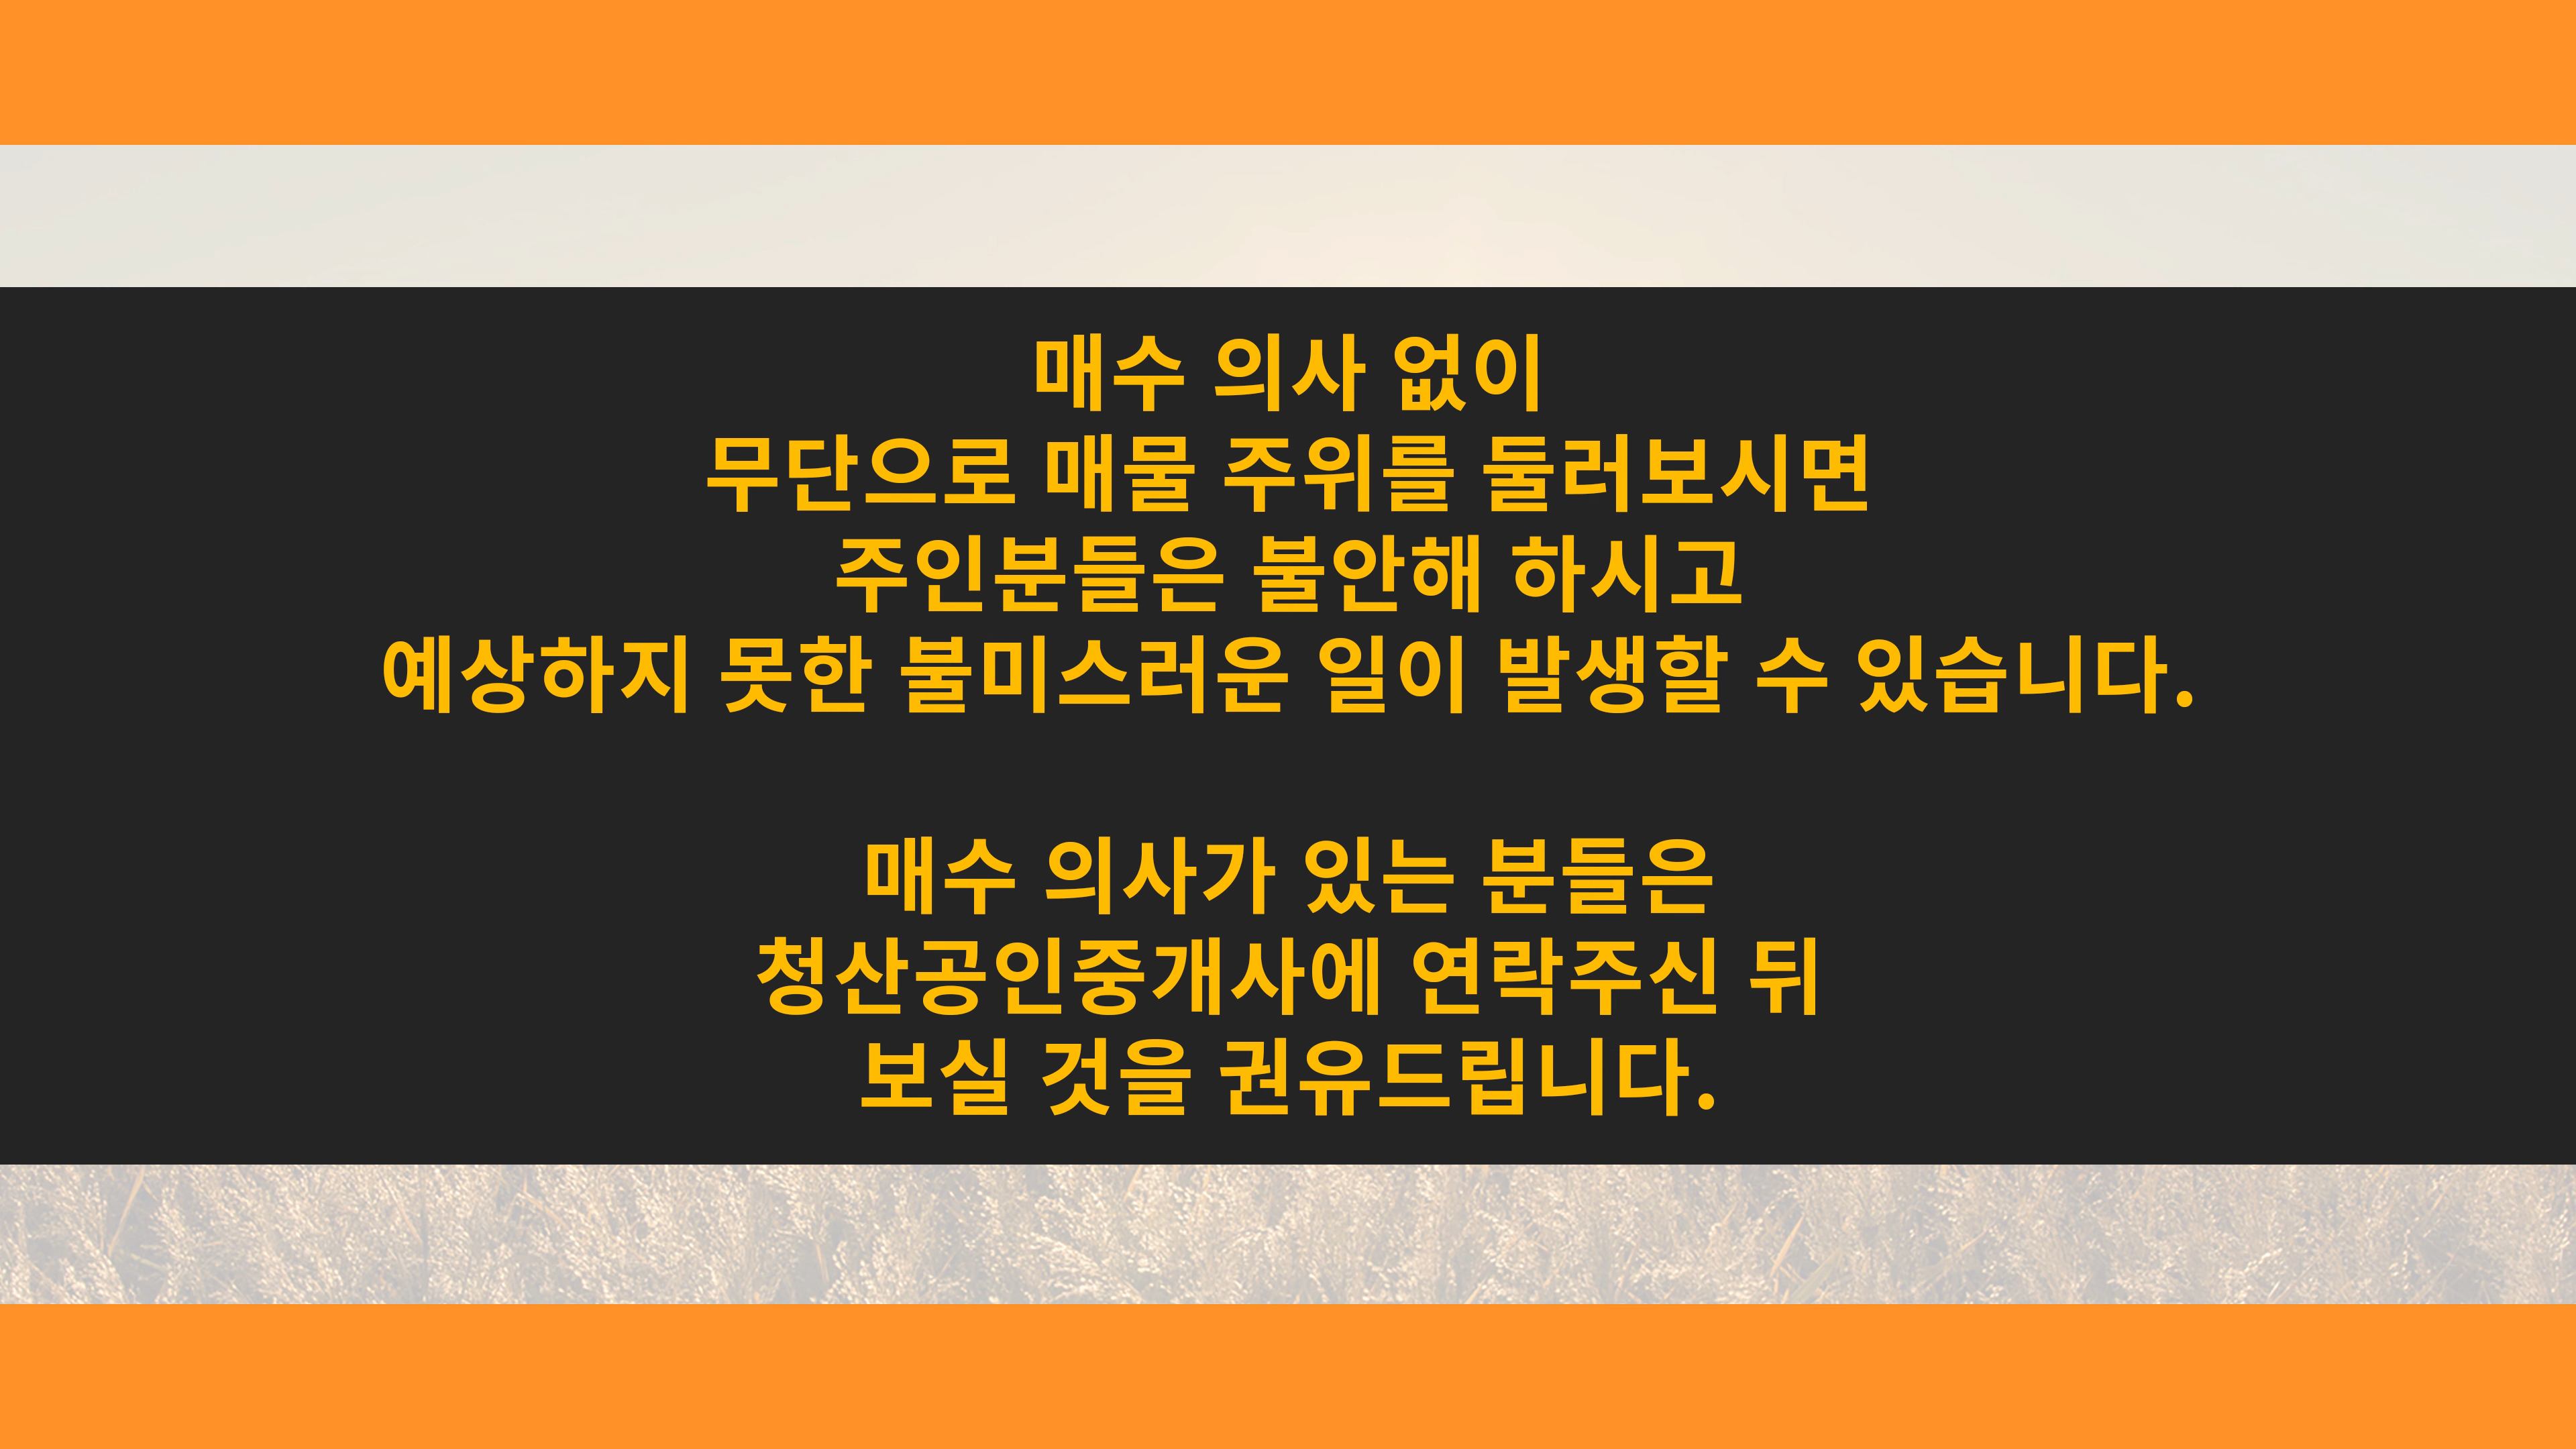 매수 의사 없이
무단으로 매물 주위를 둘러보시면
주인분들은 불안해 하시고
예상하지 못한 불미스러운 일이 발생할 수 있습니다.
매수 의사가 있는 분들은
청산공인중개사에 연락주신 뒤
보실 것을 권유드립니다.